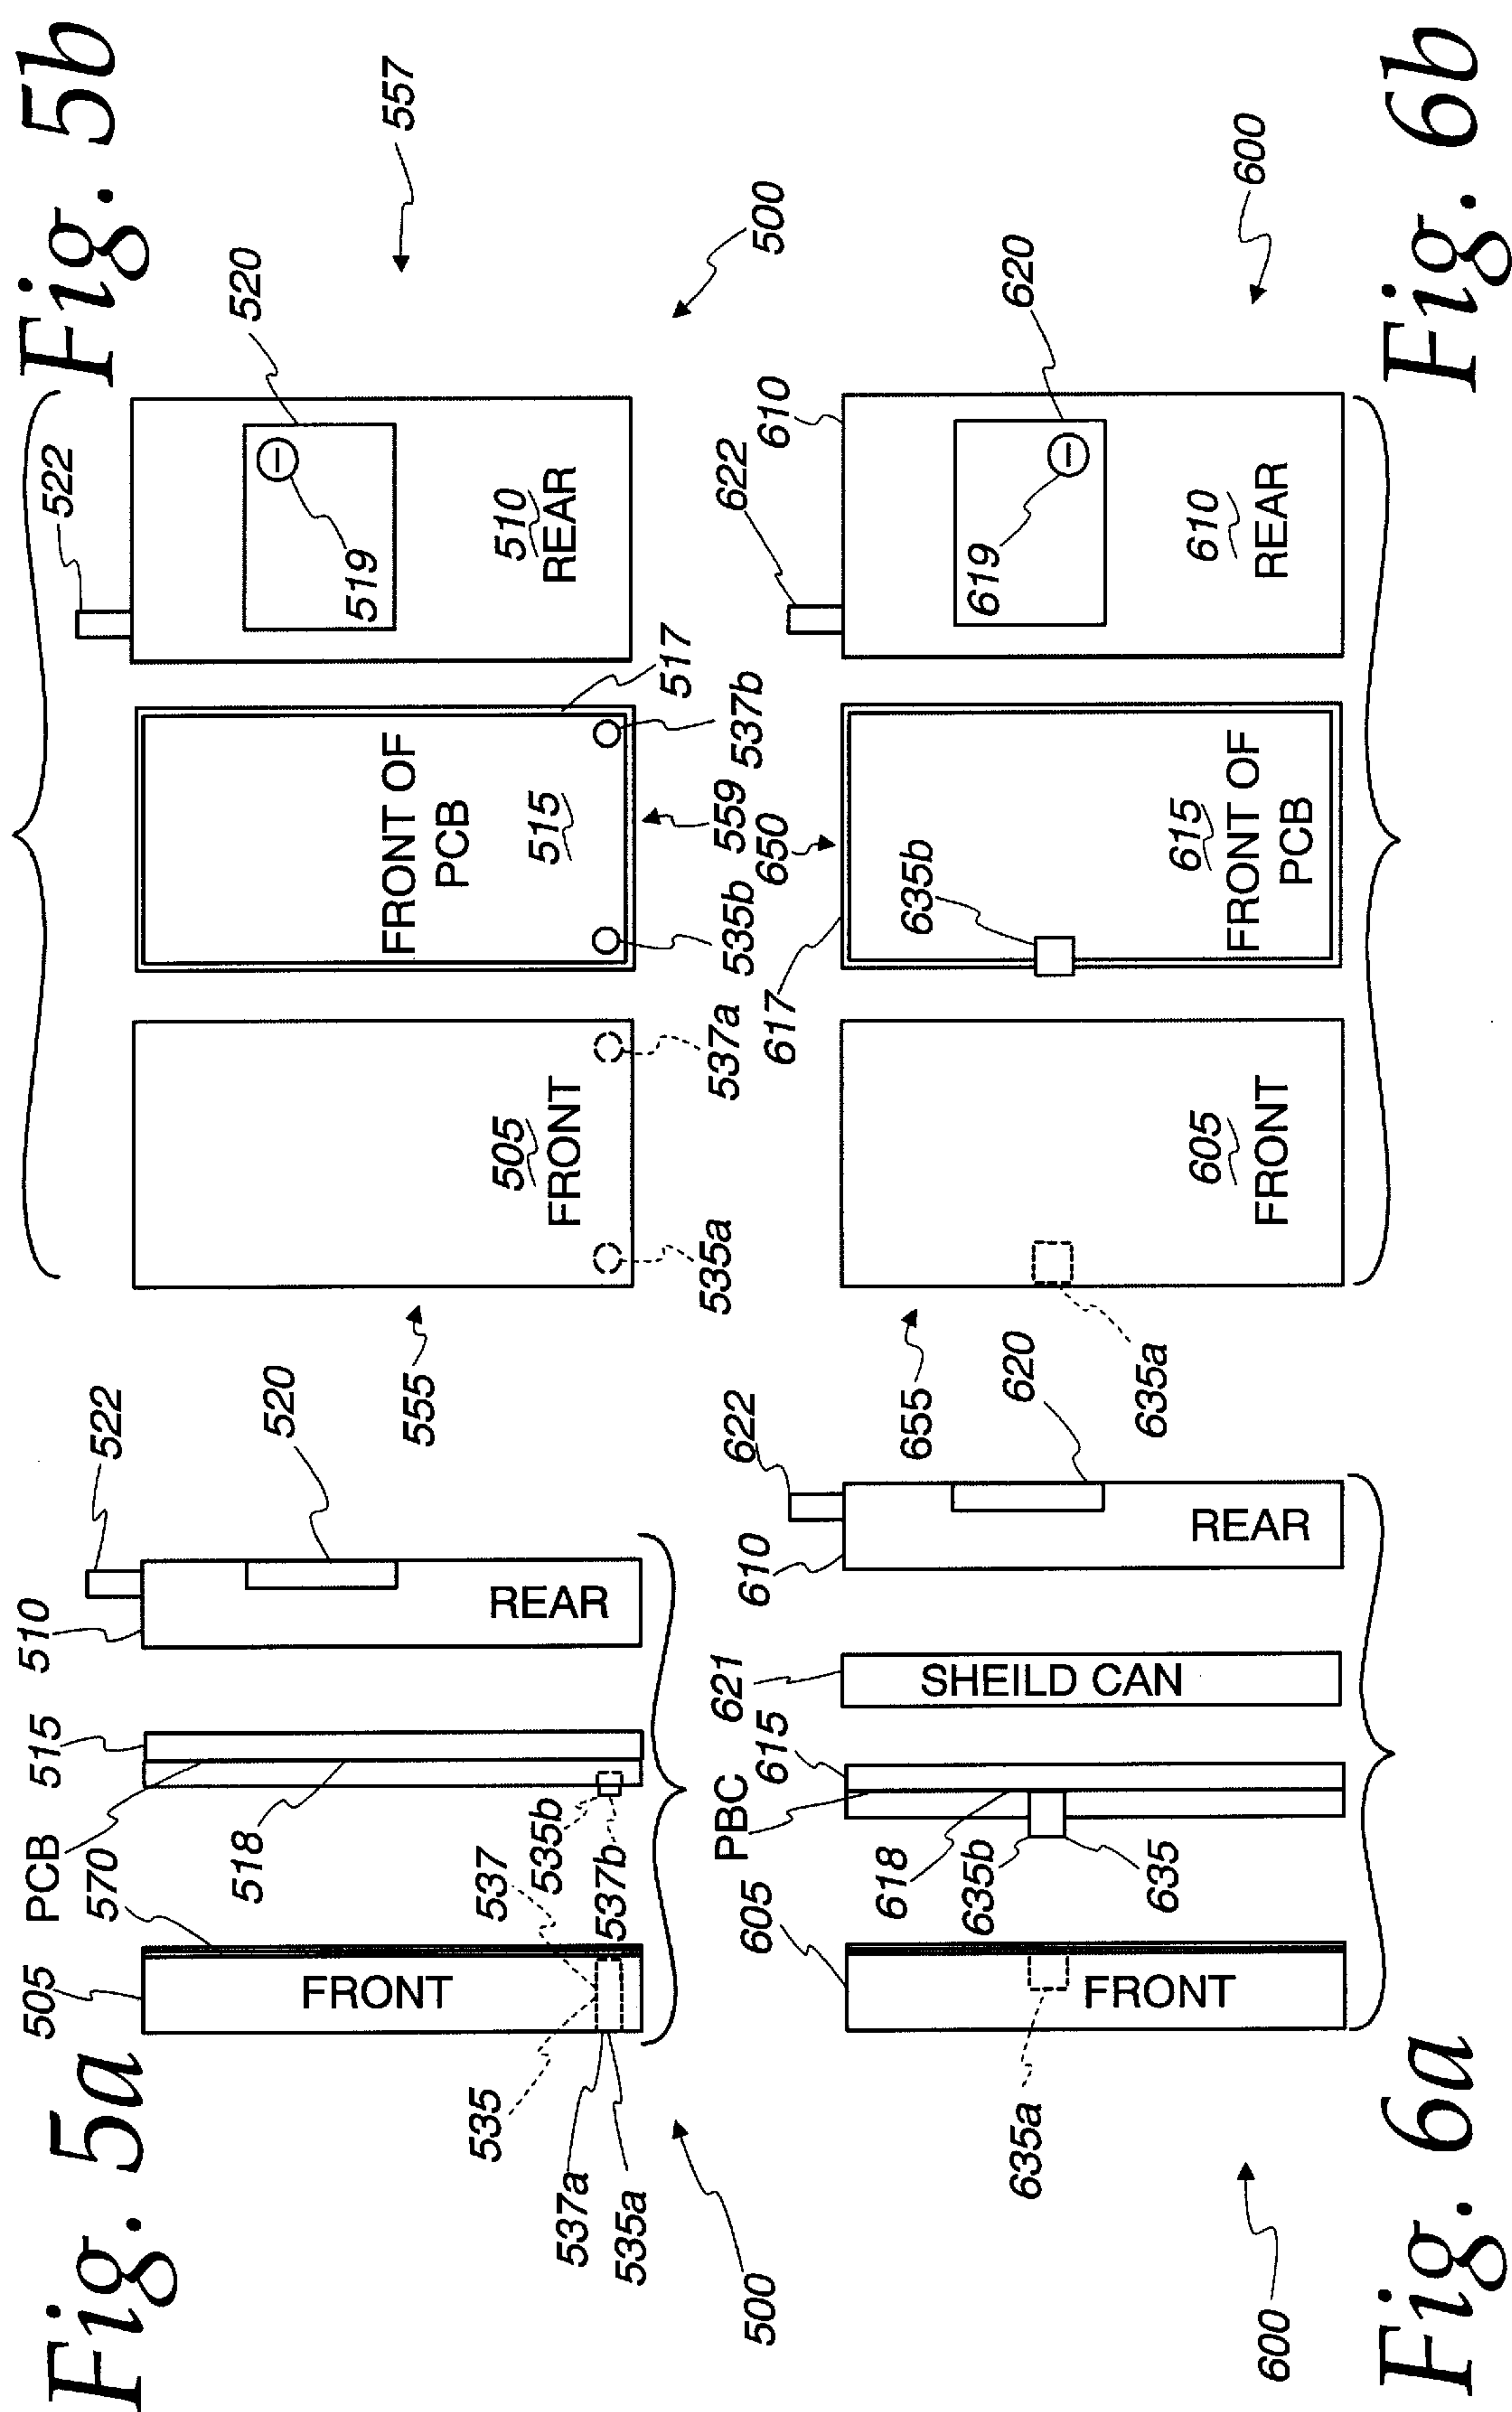 Fig. 5a
505
FRONT
570
PCB
515
510
522
520
REAR
518
535b
537b
537
535
537a
535a
500
Fig. 5b
522
520
557
519
510
REAR
517
FRONT OF
PCB
515
537b
559
535b
505
FRONT
537a
535a
555
500
Fig. 6a
605
FRONT
635a
PBC
615
621
SHEILD CAN
610
622
620
REAR
618
635b
635
600
Fig. 6b
622
610
620
619
610
REAR
650
617
635b
615
FRONT OF
PCB
605
FRONT
635a
655
600